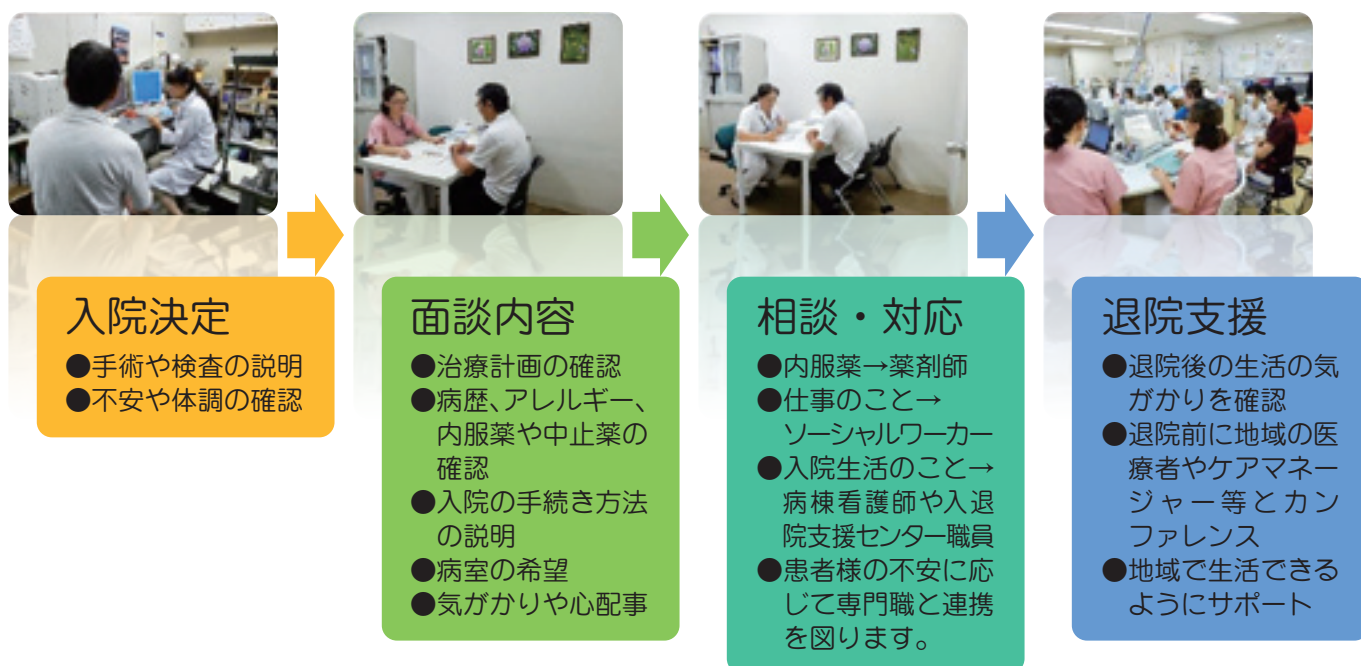 入院決定
●手術や検査の説明
●不安や体調の確認
面談内容
●治療計画の確認
●病歴、アレルギー、
内服薬や中止薬の
確認
●入院の手続き方法
の説明
●病室の希望
●気がかりや心配事
相談・対応
●内服薬→薬剤師
●仕事のこと→
ソーシャルワーカー
●入院生活のこと→
病棟看護師や入退
院支援センター職員
●患者様の不安に応
じて専門職と連携
を図ります。
退院支援
●退院後の生活の気
がかりを確認
●退院前に地域の医
療者やケアマネー
ジャー等とカン
ファレンス
●地域で生活できる
ようにサポート